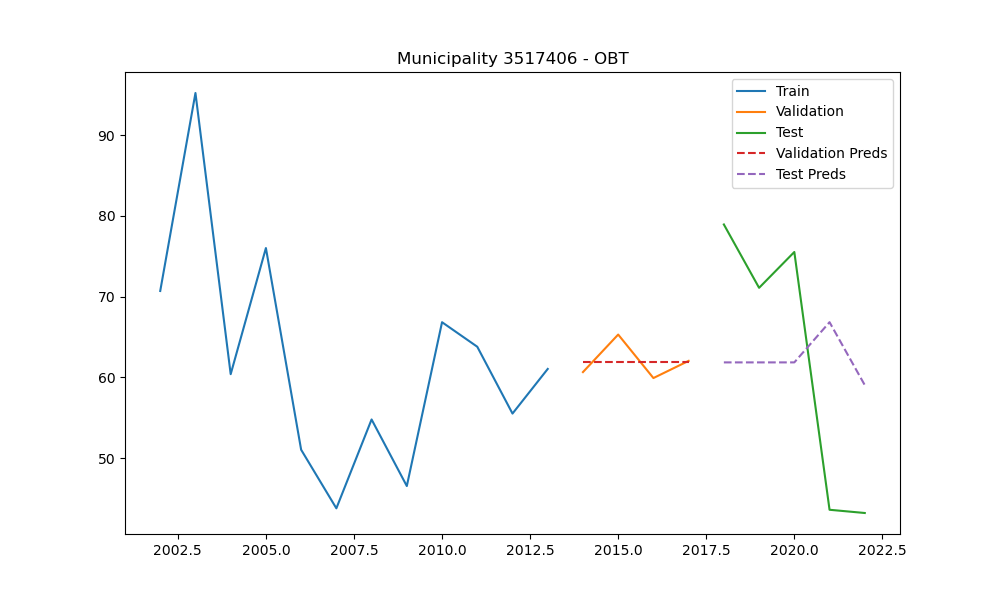 Municipality 3517406 - OBT
Train
Validation
Test
Validation Preds
Test Preds
90
80
70
60
50
2002.5 2005.0 2007.5 2010.0 2012.5 2015.0 2017.5 2020.0 2022.5